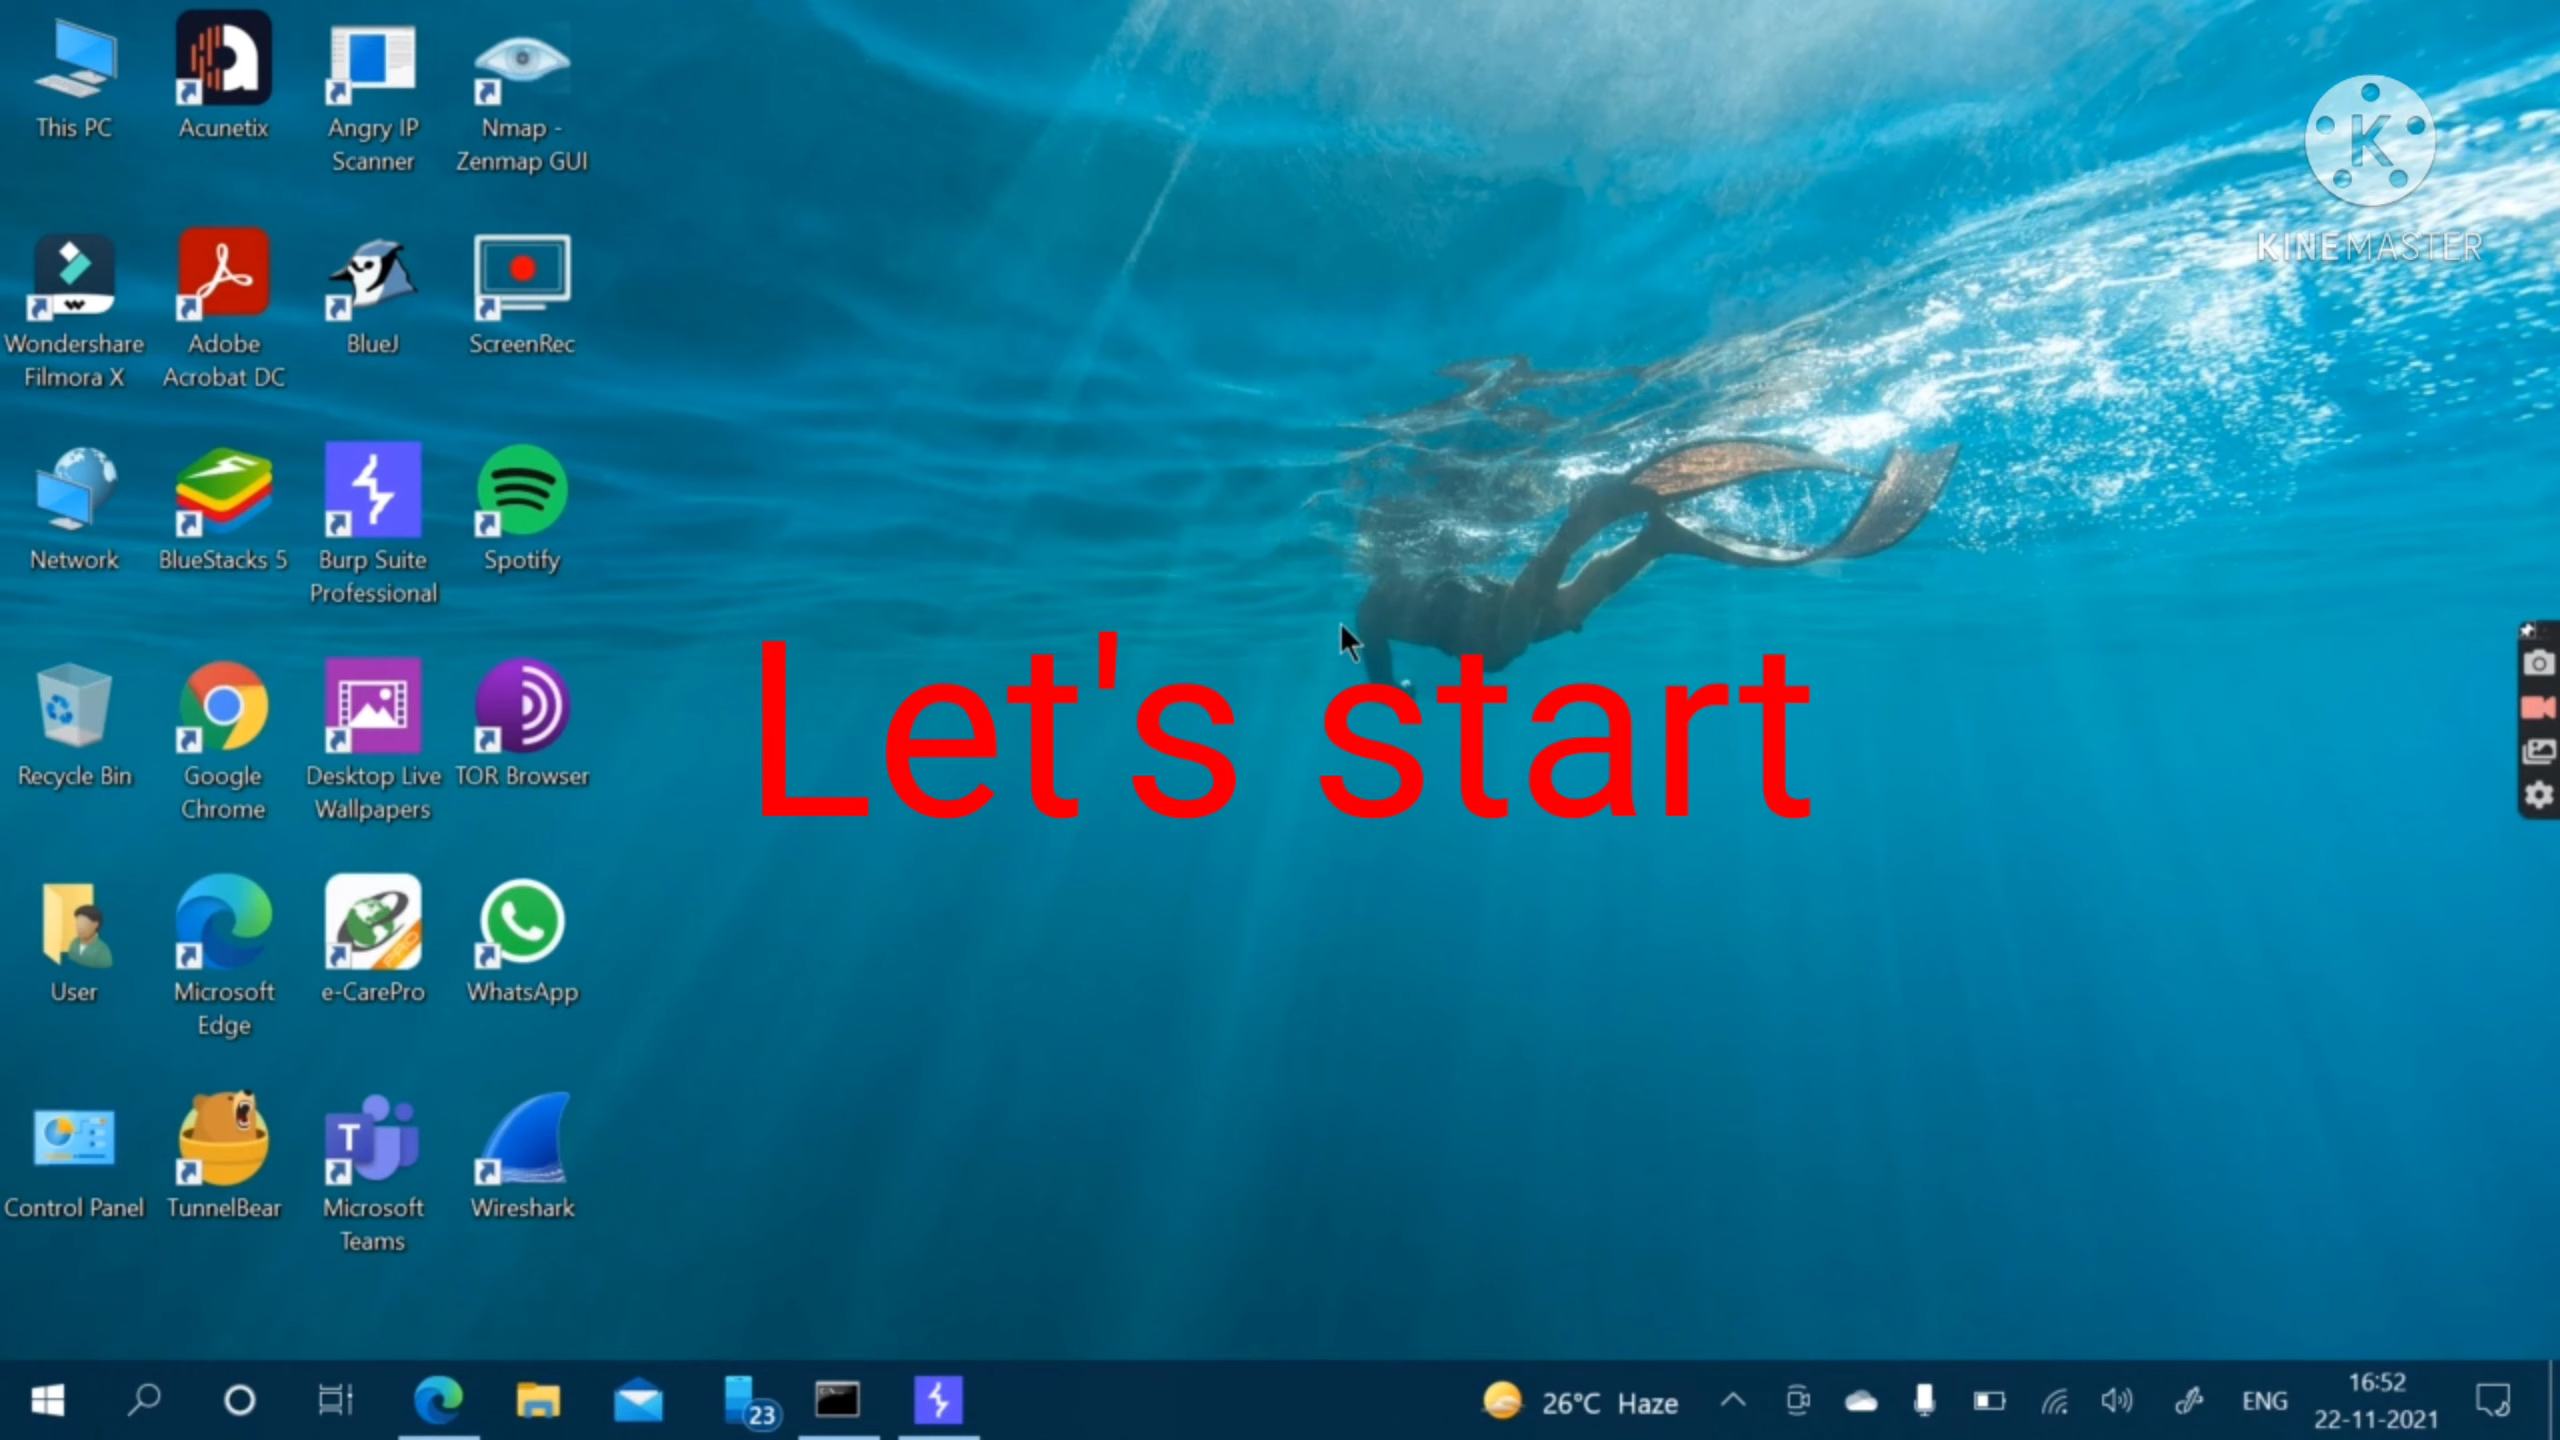 This PC
Acunetix
Angry IP
Scanner
Nmap -
Zenmap GUI
KINEMASTER
Wondershare
Filmora X
Adobe
Acrobat DC
BlueJ
ScreenRec
Network
BlueStacks 5
Burp Suite
Professional
Spotify
Let's start
Recycle Bin
Google
Chrome
Desktop Live
Wallpapers
TOR Browser
User
Microsoft
Edge
e-CarePro
PRO
WhatsApp
Control Panel
TunnelBear
Microsoft
Teams
Wireshark
23
26°C Haze
ENG
16:52
22-11-2021